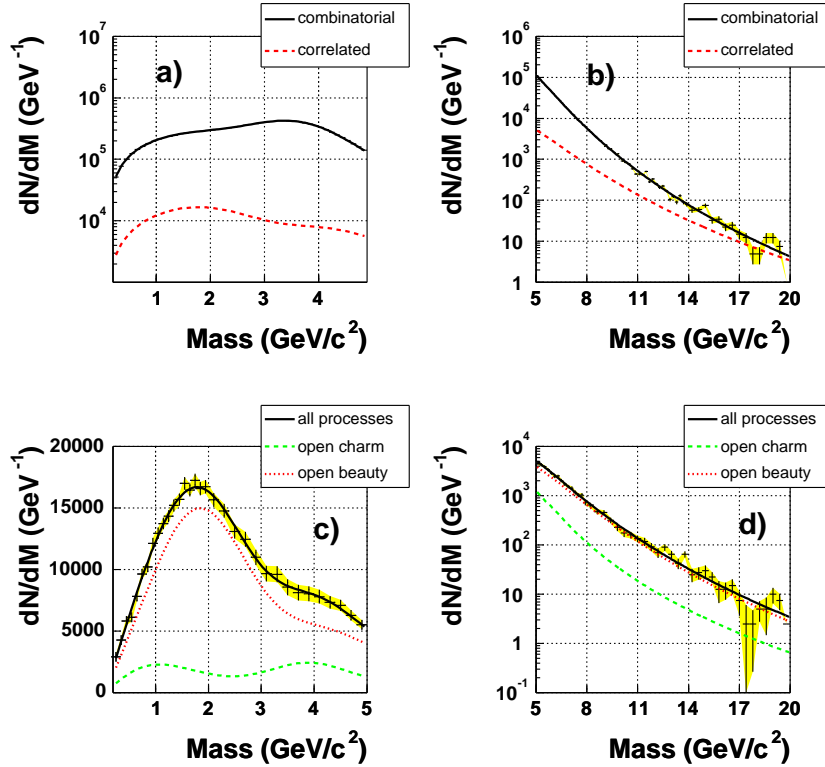 combinatorial
correlated
a)
dN/dM (GeV⁻¹)
10⁷
10⁶
10⁵
10⁴
1 2 3 4
Mass (GeV/c²)
combinatorial
correlated
b)
dN/dM (GeV⁻¹)
10⁶
10⁵
10⁴
10³
10²
10
1
5 8 11 14 17 20
Mass (GeV/c²)
all processes
open charm
open beauty
c)
dN/dM (GeV⁻¹)
20000
15000
10000
5000
0
1 2 3 4 5
Mass (GeV/c²)
all processes
open charm
open beauty
d)
dN/dM (GeV⁻¹)
10⁴
10³
10²
10
1
10⁻¹
5 8 11 14 17 20
Mass (GeV/c²)